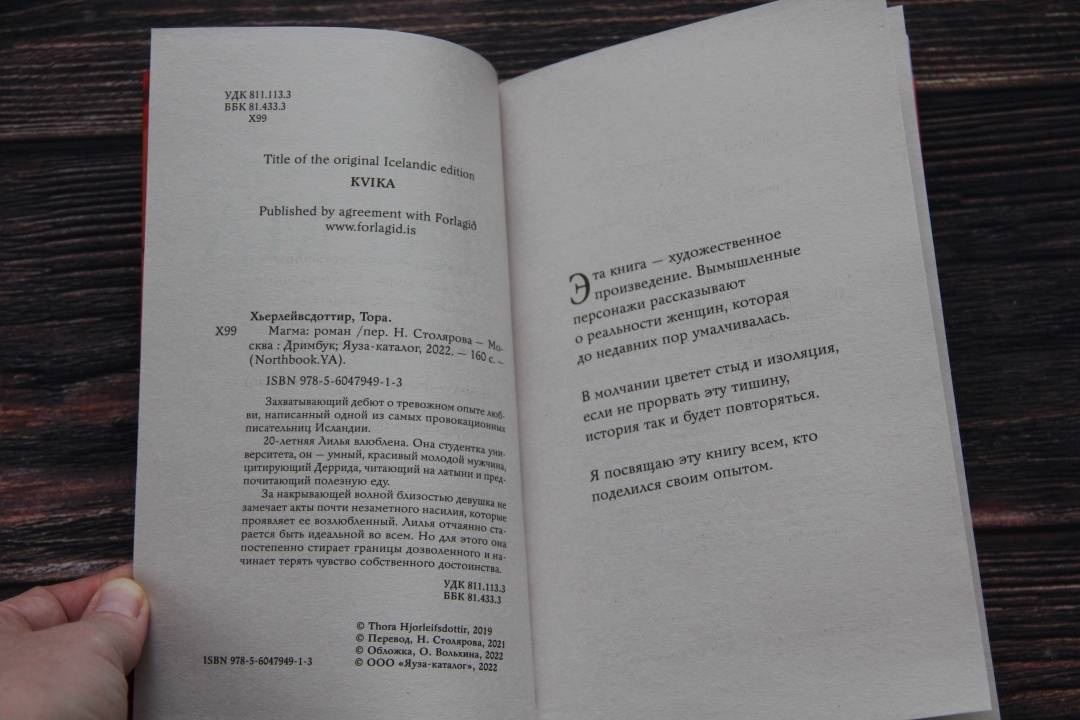 УДК 811.113.3
ББК 81.433.3
Х99
Title of the original Icelandic edition
KVIKA
Published by agreement with Forlagið
www.forlagid.is
Хьерлейвсдоттир, Тора.
Х99 Магма: роман /пер. Н. Столярова — Мо-
сква : Дримбук; Яуза-каталог, 2022. — 160 с. –
(Northbook.YA).
ISBN 978-5-6047949-1-3
Захватывающий дебют о тревожном опыте люб-
ви, написанный одной из самых провокационных
писательниц Исландии.
20-летняя Лилья влюблена. Она студентка уни-
верситета, он — умный, красивый молодой мужчина,
цитирующий Деррида, читающий на латыни и пред-
почитающий полезную еду.
За накрывающей волной близостью девушка не
замечает акты почти незаметного насилия, которые
проявляет ее возлюбленный. Лилья отчаянно ста-
рается быть идеальной во всем. Но для этого она
постепенно стирает границы дозволенного и на-
чинает терять чувство собственного достоинства.
УДК 811.113.3
ББК 81.433.3
© Thora Hjorleifsdottir, 2019
© Перевод, Н. Столярова, 2021
© Обложка, О. Вольхина, 2022
ISBN 978-5-6047949-1-3 © ООО «Яуза-каталог», 2022
Эта книга — художественное
произведение. Вымышленные
персонажи рассказывают
о реальности женщин, которая
до недавних пор умалчивалась.
В молчании цветет стыд и изоляция,
если не прорвать эту тишину,
история так и будет повторяться.
Я посвящаю эту книгу всем, кто
поделился своим опытом.